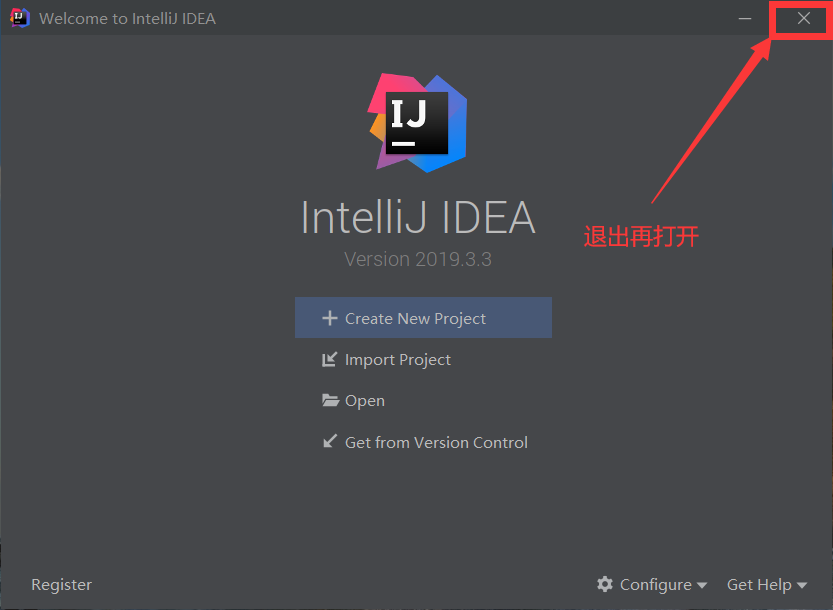 Welcome to IntelliJ IDEA
IJ
IntelliJ IDEA
Version 2019.3.3
退出再打开
Create New Project
Import Project
Open
Get from Version Control
Register
Configure
Get Help